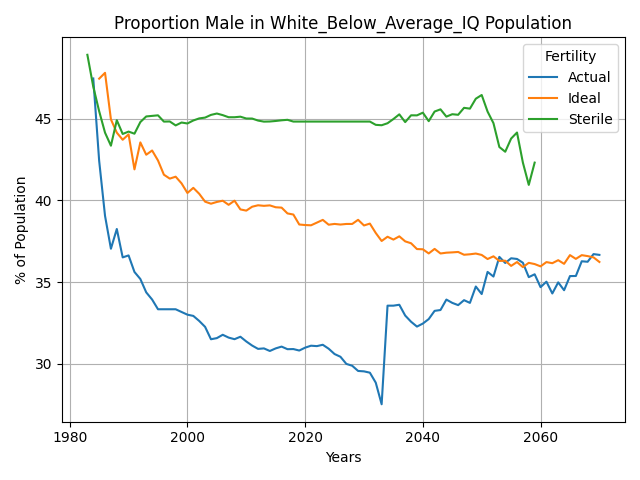 Proportion Male in White_Below_Average_IQ Population
% of Population
45
40
35
30
1980
2000
2020
2040
2060
Years
Fertility
Actual
Ideal
Sterile